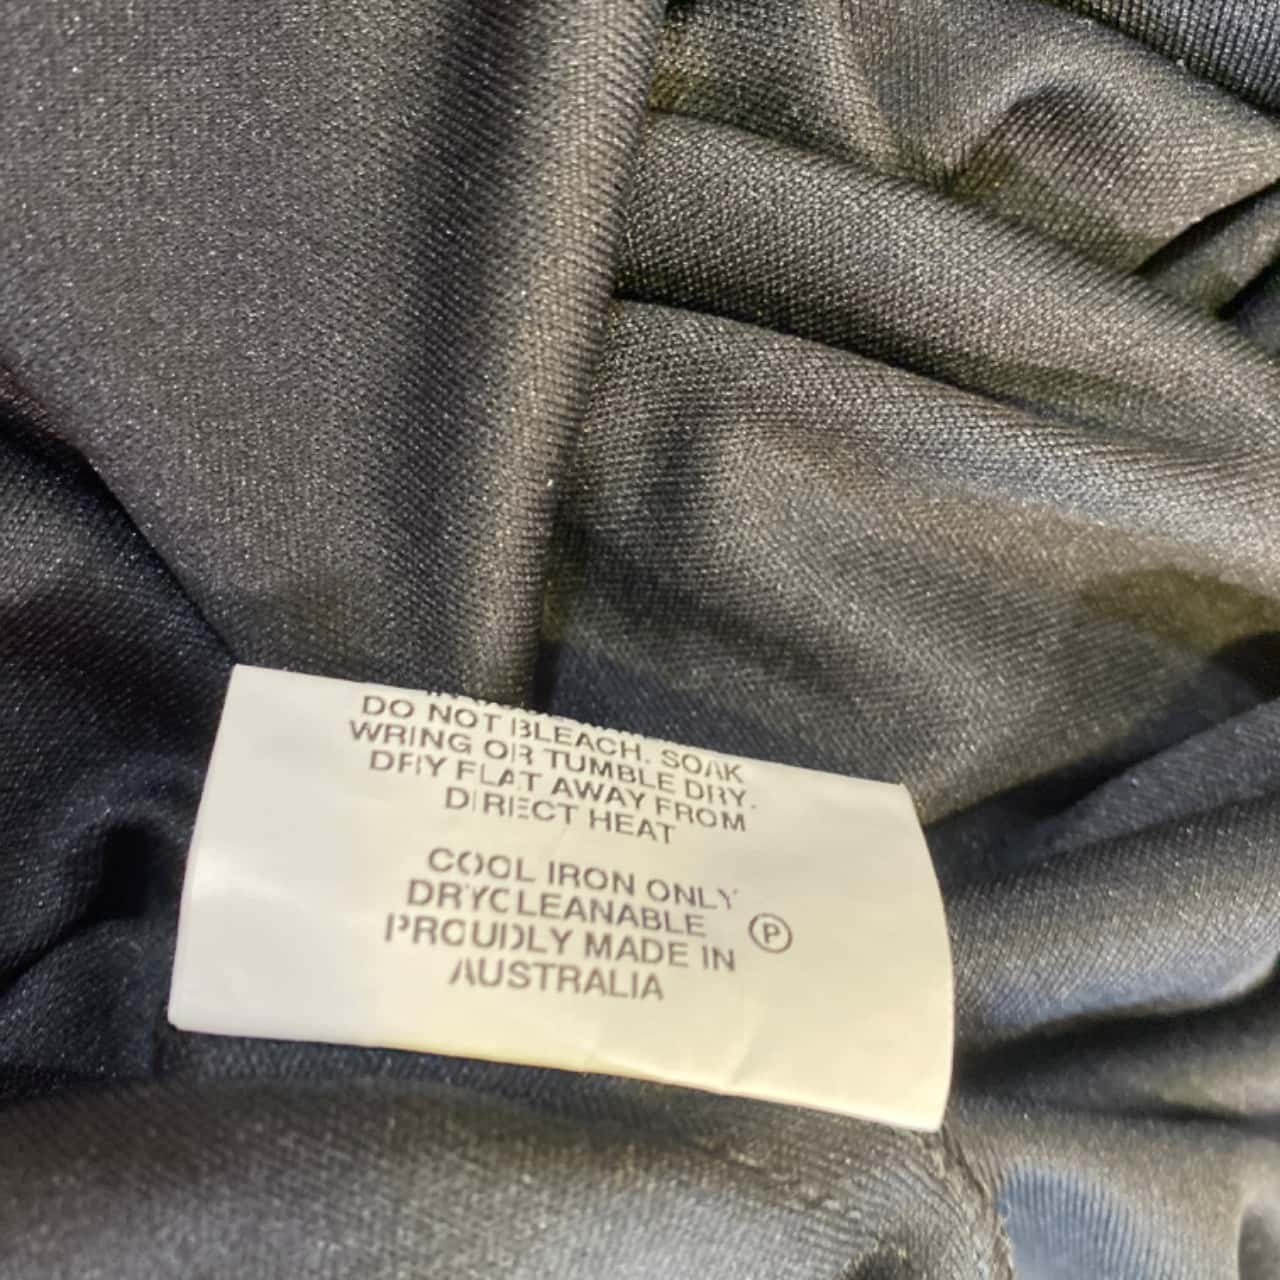 DO NOT BLEACH. SOAK
WRING OR TUMBLE DRY.
DRY FLAT AWAY FROM
DIRECT HEAT
COOL IRON ONLY
DRYCLEANABLE Ⓟ
PROUDLY MADE IN
AUSTRALIA